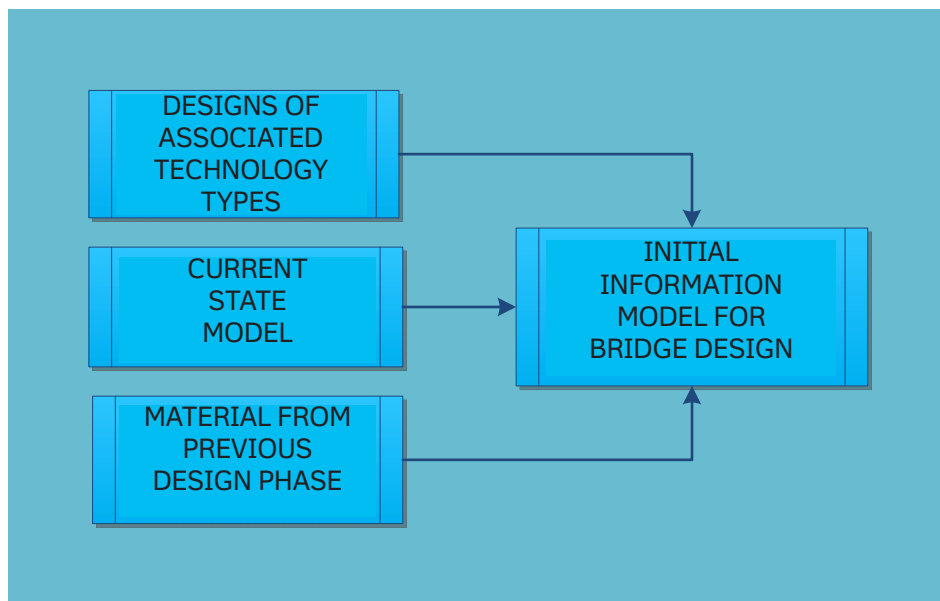 DESIGNS OF
ASSOCIATED
TECHNOLOGY
TYPES
CURRENT
STATE
MODEL
MATERIAL FROM
PREVIOUS
DESIGN PHASE
INITIAL
INFORMATION
MODEL FOR
BRIDGE DESIGN